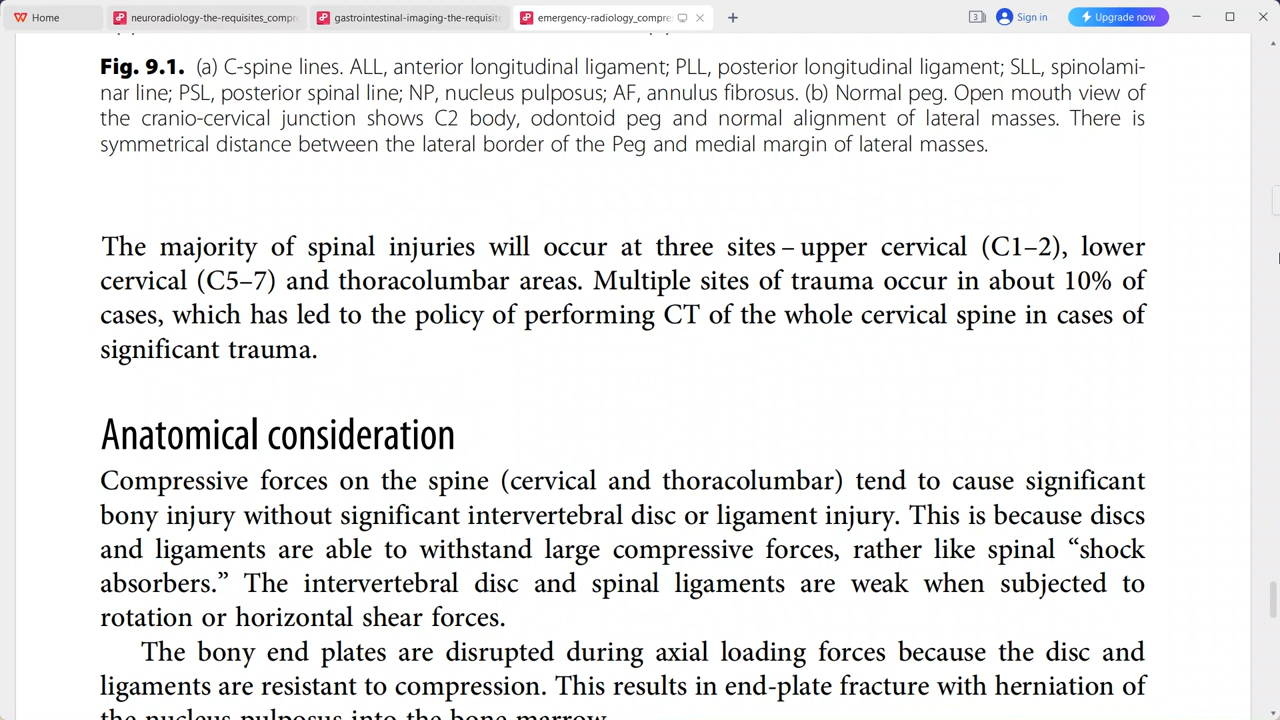 Home
neuroradiology-the-requisites_compre
gastrointestinal-imaging-the-requisite
emergency-radiology_compre
3
Sign in
Upgrade now
Fig. 9.1. (a) C-spine lines. ALL, anterior longitudinal ligament; PLL, posterior longitudinal ligament; SLL, spinolami-
nar line; PSL, posterior spinal line; NP, nucleus pulposus; AF, annulus fibrosus. (b) Normal peg. Open mouth view of
the cranio-cervical junction shows C2 body, odontoid peg and normal alignment of lateral masses. There is
symmetrical distance between the lateral border of the Peg and medial margin of lateral masses.
The majority of spinal injuries will occur at three sites – upper cervical (C1–2), lower
cervical (C5–7) and thoracolumbar areas. Multiple sites of trauma occur in about 10% of
cases, which has led to the policy of performing CT of the whole cervical spine in cases of
significant trauma.
Anatomical consideration
Compressive forces on the spine (cervical and thoracolumbar) tend to cause significant
bony injury without significant intervertebral disc or ligament injury. This is because discs
and ligaments are able to withstand large compressive forces, rather like spinal “shock
absorbers.” The intervertebral disc and spinal ligaments are weak when subjected to
rotation or horizontal shear forces.
The bony end plates are disrupted during axial loading forces because the disc and
ligaments are resistant to compression. This results in end-plate fracture with herniation of
the nucleus pulposus into the bone marrow.